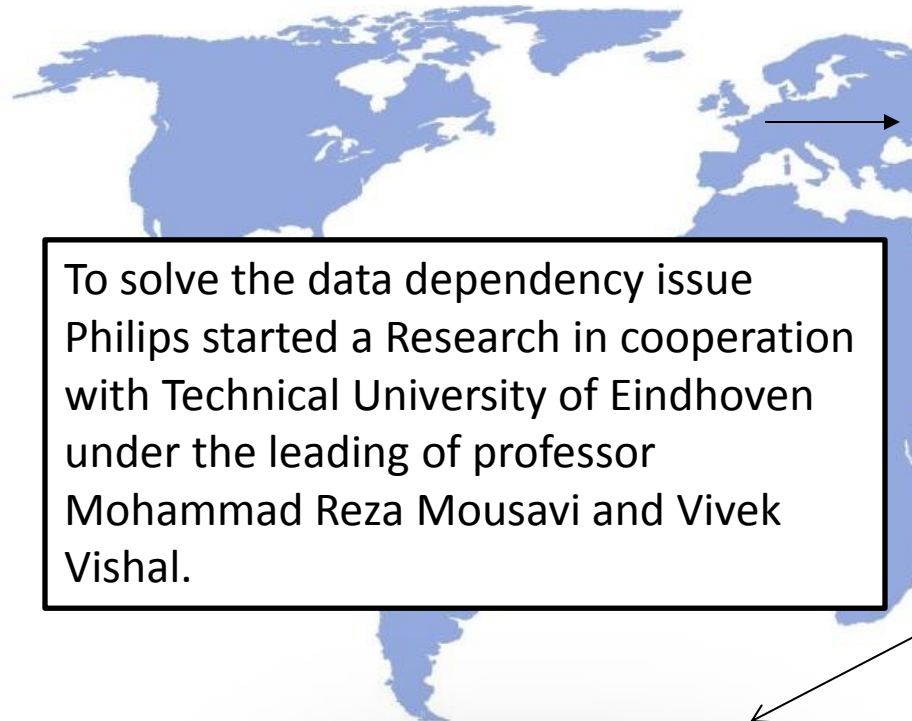 To solve the data dependency issue
Philips started a Research in cooperation
with Technical University of Eindhoven
under the leading of professor
Mohammad Reza Mousavi and Vivek
Vishal.